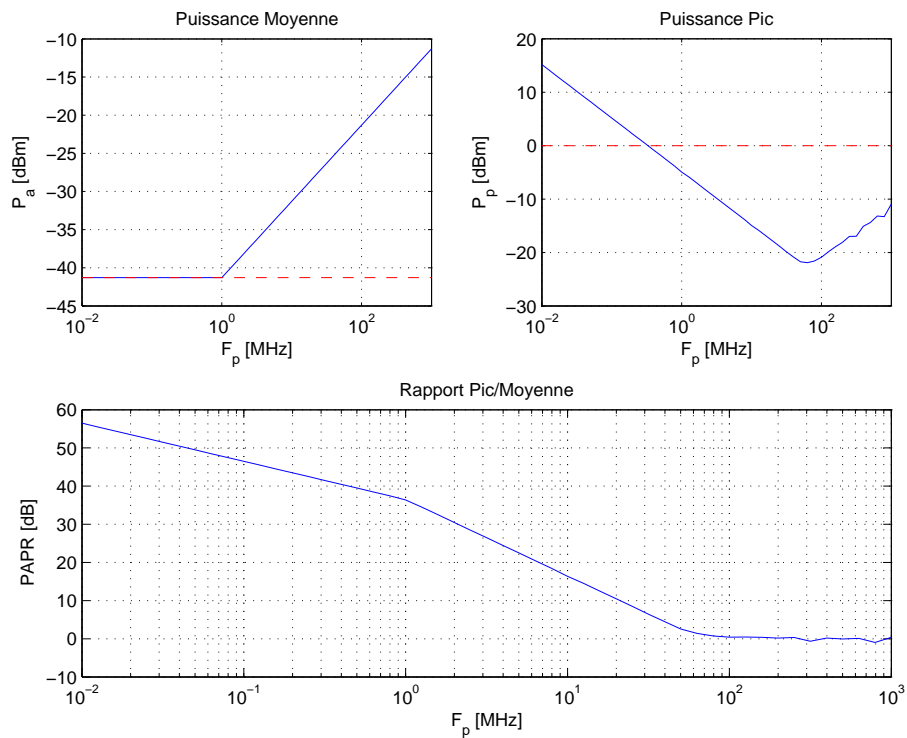 Puissance Moyenne
−10
−15
−20
−25
−30
−35
−40
−45
P_a [dBm]
10^−2 10^0 10^2
F_p [MHz]
Puissance Pic
20
10
0
−10
−20
−30
P_p [dBm]
10^−2 10^0 10^2
F_p [MHz]
Rapport Pic/Moyenne
60
50
40
30
20
10
0
−10
PAPR [dB]
10^−2 10^−1 10^0 10^1 10^2 10^3
F_p [MHz]